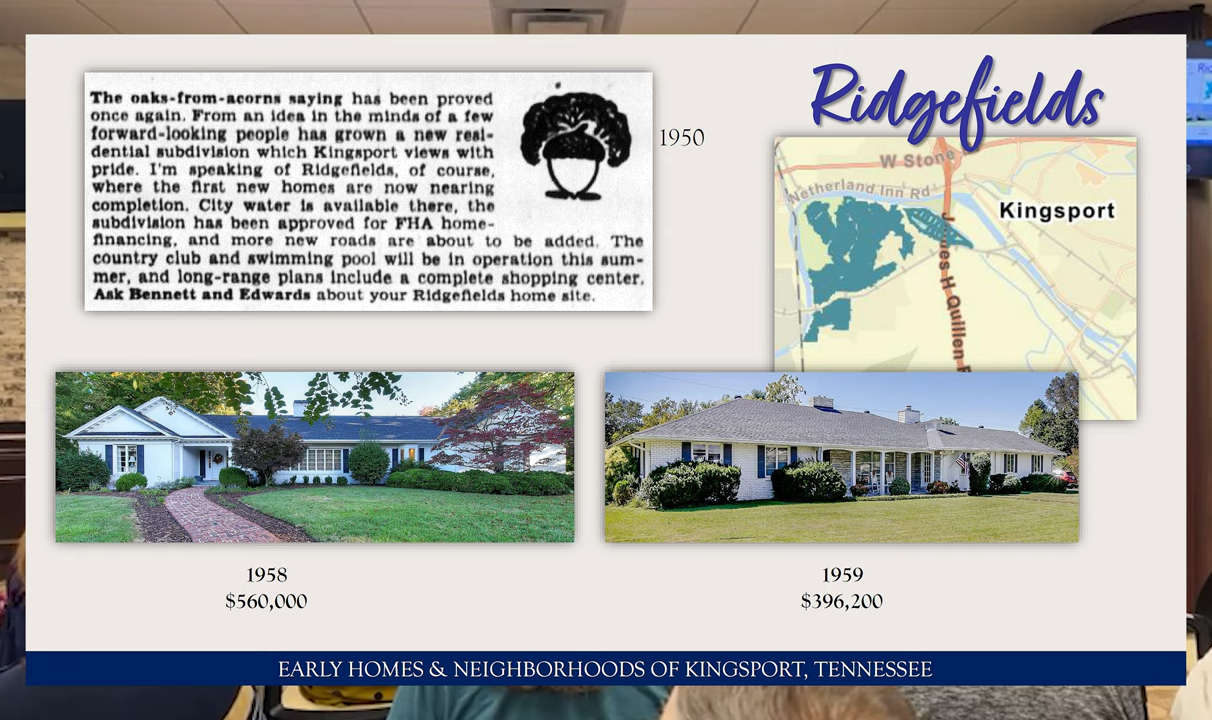 Ridgefields
The oaks-from-acorns saying has been proved
once again. From an idea in the minds of a few
forward-looking people has grown a new resi-
dential subdivision which Kingsport views with
pride. I'm speaking of Ridgefields, of course,
where the first new homes are now nearing
completion. City water is available there, the
subdivision has been approved for FHA home-
financing, and more new roads are about to be added. The
country club and swimming pool will be in operation this sum-
mer, and long-range plans include a complete shopping center.
Ask Bennett and Edwards about your Ridgefields home site.
1950
W Stone
Netherland Inn Rd
Kingsport
James H Quillen
1958
$560,000
1959
$396,200
EARLY HOMES & NEIGHBORHOODS OF KINGSPORT, TENNESSEE